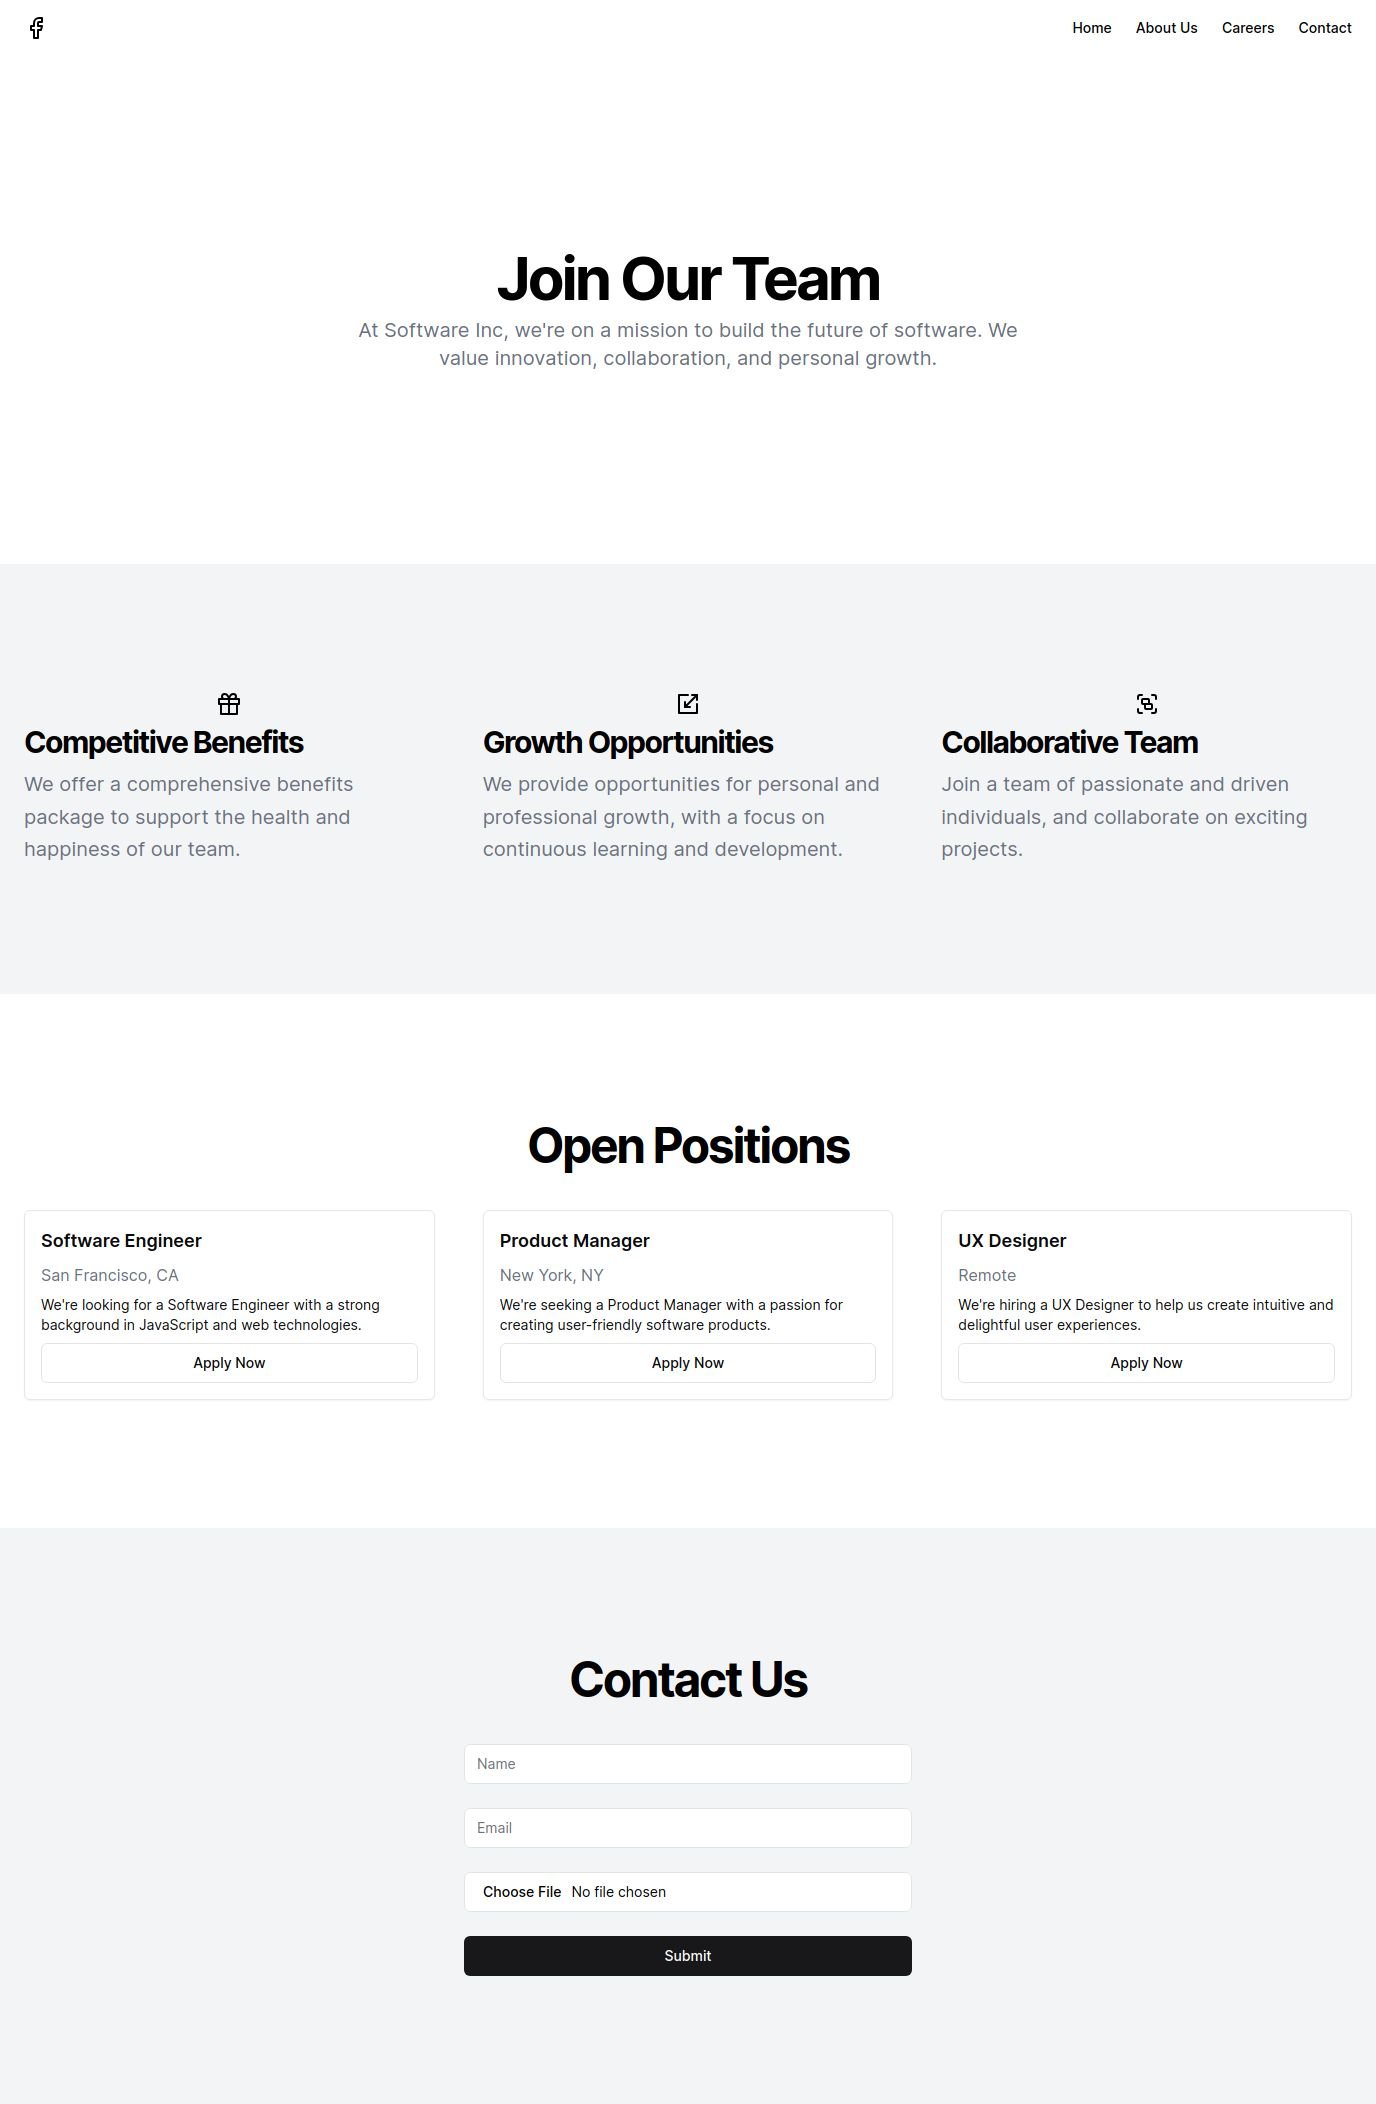 Home About Us Careers Contact
Join Our Team
At Software Inc, we're on a mission to build the future of software. We
value innovation, collaboration, and personal growth.
Competitive Benefits
We offer a comprehensive benefits
package to support the health and
happiness of our team.
Growth Opportunities
We provide opportunities for personal and
professional growth, with a focus on
continuous learning and development.
Collaborative Team
Join a team of passionate and driven
individuals, and collaborate on exciting
projects.
Open Positions
Software Engineer
San Francisco, CA
We're looking for a Software Engineer with a strong
background in JavaScript and web technologies.
Apply Now
Product Manager
New York, NY
We're seeking a Product Manager with a passion for
creating user-friendly software products.
Apply Now
UX Designer
Remote
We're hiring a UX Designer to help us create intuitive and
delightful user experiences.
Apply Now
Contact Us
Name
Email
Choose File No file chosen
Submit